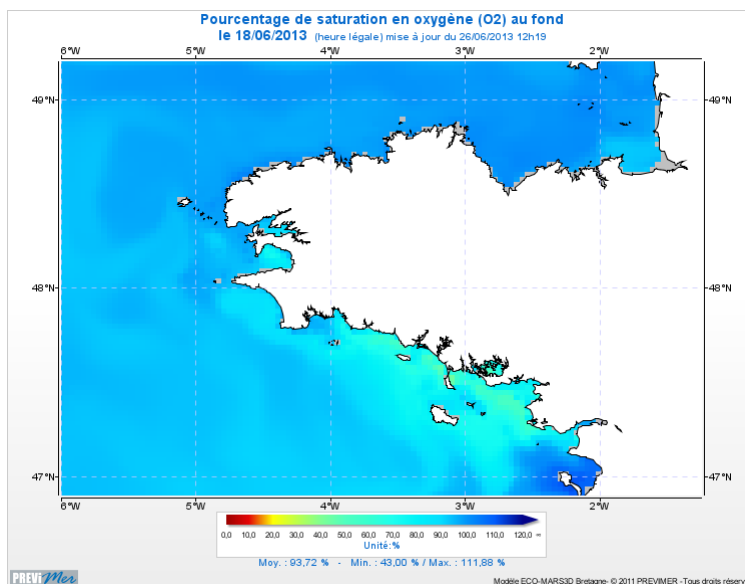 Pourcentage de saturation en oxygène (O2) au fond
le 18/06/2013 (heure légale) mise à jour du 26/06/2013 12h19
6°W 5°W 4°W 3°W 2°W
49°N 49°N
48°N 48°N
47°N 47°N
6°W 5°W 4°W 3°W 2°W
0,0 10,0 20,0 30,0 40,0 50,0 60,0 70,0 80,0 90,0 100,0 110,0 120,0 ∞
Unité:%
Moy. : 93,72 % - Min. : 43,00 % / Max. : 111,88 %
PREViMer
Modèle ECO-MARS3D Bretagne- © 2011 PREVIMER -Tous droits réserv